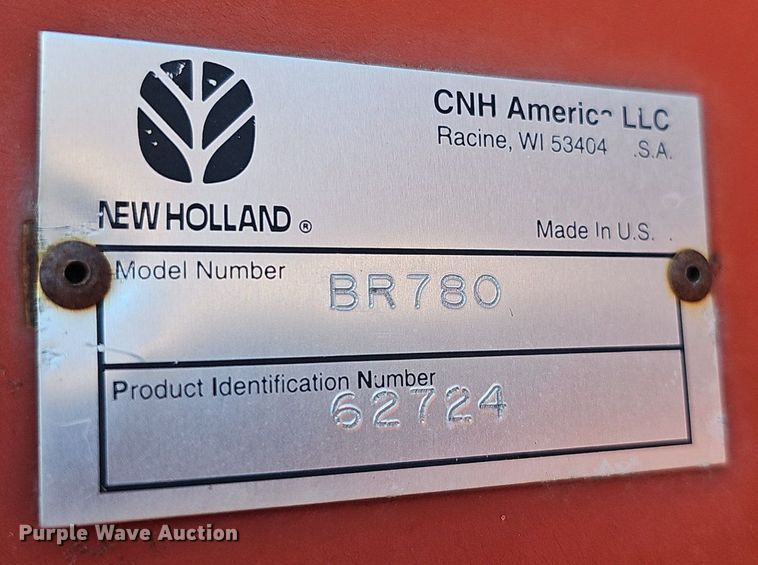 CNH America LLC
Racine, WI 53404 .S.A.
NEW HOLLAND ®
Made In U.S. .
Model Number BR780
Product Identification Number
62724
Purple Wave Auction